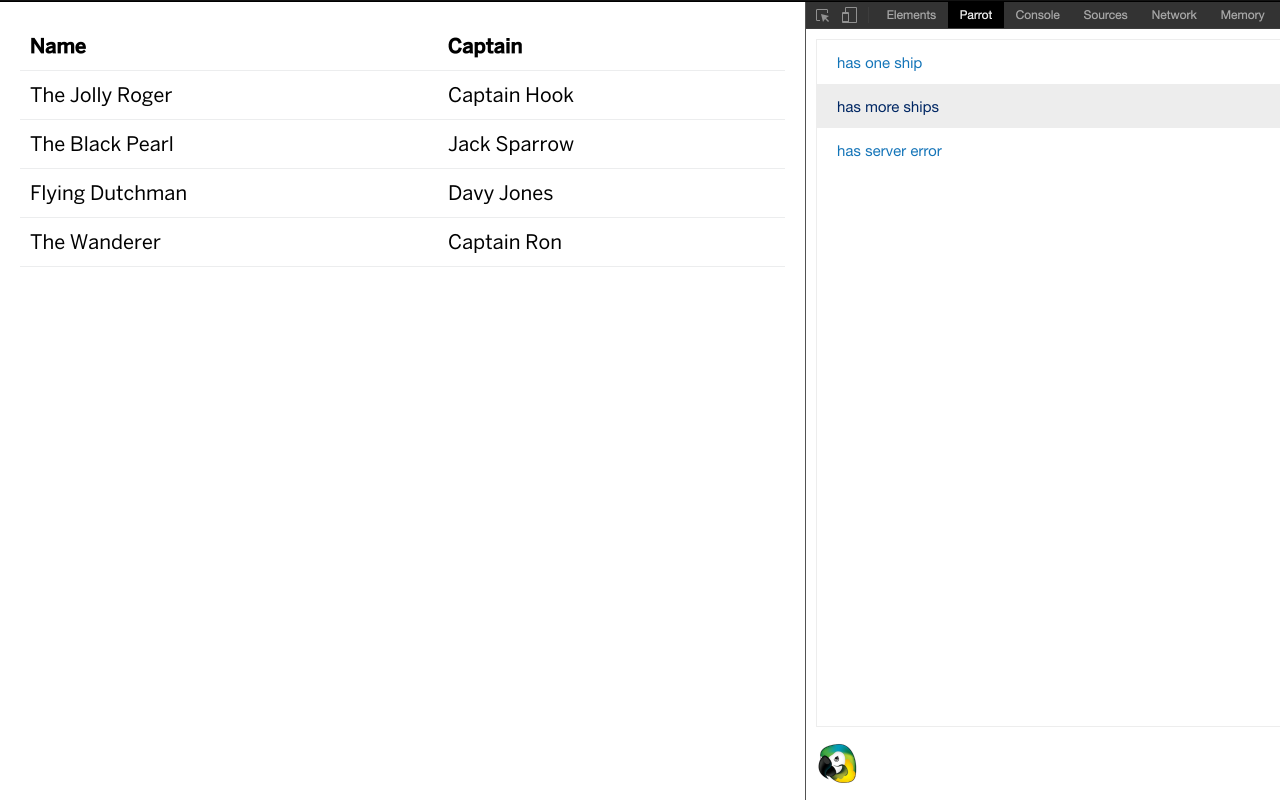 Name Captain
The Jolly Roger Captain Hook
The Black Pearl Jack Sparrow
Flying Dutchman Davy Jones
The Wanderer Captain Ron
Elements Parrot Console Sources Network Memory
has one ship
has more ships
has server error